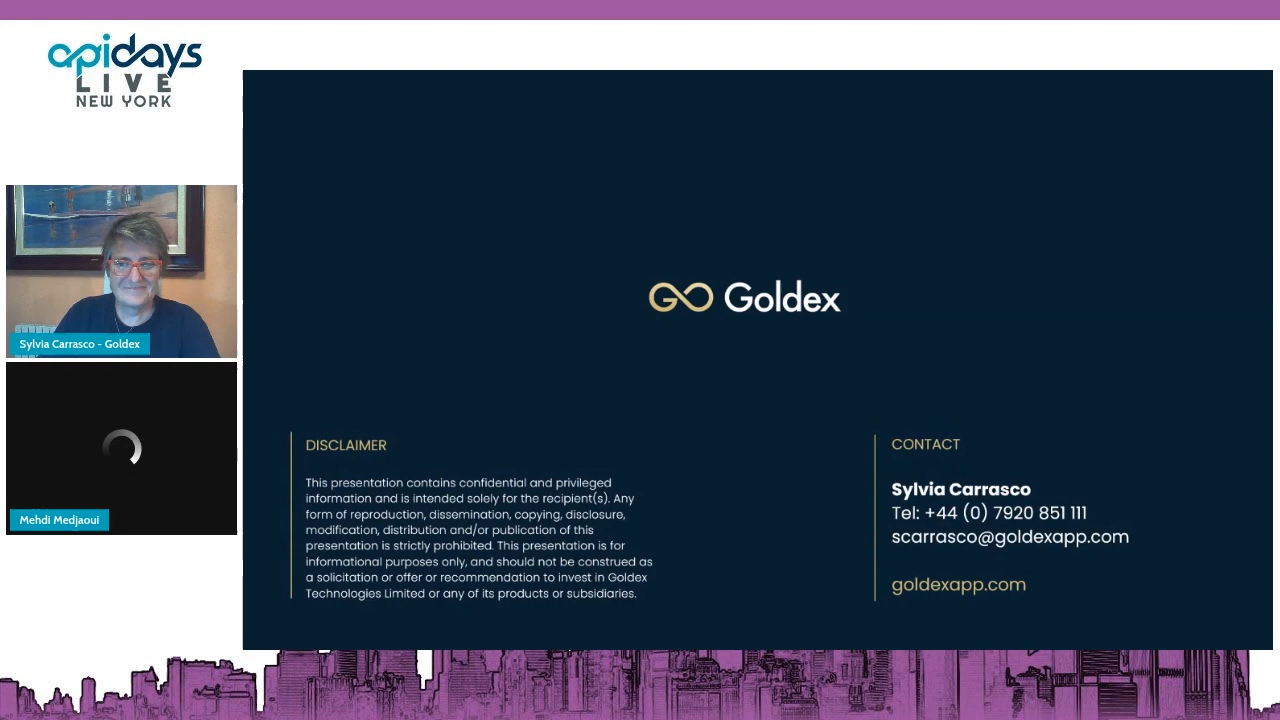 apidays
LIVE
NEW YORK
Sylvia Carrasco - Goldex
Mehdi Medjaoui
GO Goldex
DISCLAIMER
This presentation contains confidential and privileged
information and is intended solely for the recipient(s). Any
form of reproduction, dissemination, copying, disclosure,
modification, distribution and/or publication of this
presentation is strictly prohibited. This presentation is for
informational purposes only, and should not be construed as
a solicitation or offer or recommendation to invest in Goldex
Technologies Limited or any of its products or subsidiaries.
CONTACT
Sylvia Carrasco
Tel: +44 (0) 7920 851 111
scarrasco@goldexapp.com
goldexapp.com